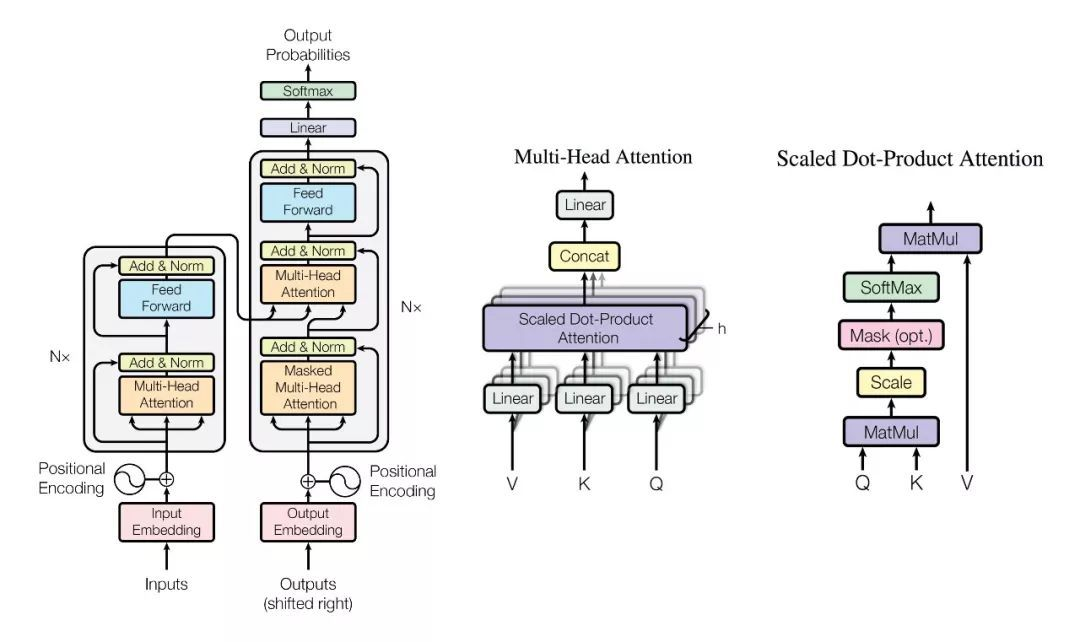 Output
Probabilities
Softmax
Linear
Add & Norm
Feed
Forward
Add & Norm
Multi-Head
Attention
Nx
Add & Norm
Masked
Multi-Head
Attention
Add & Norm
Feed
Forward
Nx
Add & Norm
Multi-Head
Attention
Positional
Encoding
Positional
Encoding
Input
Embedding
Output
Embedding
Inputs
Outputs
(shifted right)
Multi-Head Attention
Linear
Concat
Scaled Dot-Product
Attention
h
Linear
Linear
Linear
V
K
Q
Scaled Dot-Product Attention
MatMul
SoftMax
Mask (opt.)
Scale
MatMul
Q
K
V